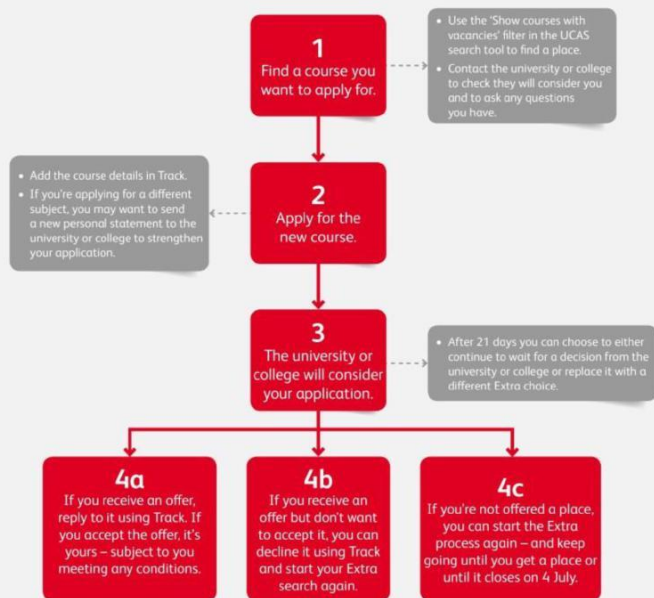 1
Find a course you
want to apply for.
• Use the 'Show courses with
vacancies' filter in the UCAS
search tool to find a place.
• Contact the university or college
to check they will consider you
and to ask any questions
you have.
2
Apply for the
new course.
• Add the course details in Track.
• If you're applying for a different
subject, you may want to send
a new personal statement to the
university or college to strengthen
your application.
3
The university or
college will consider
your application.
• After 21 days you can choose to either
continue to wait for a decision from the
university or college or replace it with a
different Extra choice.
4a
If you receive an offer,
reply to it using Track. If
you accept the offer, it's
yours – subject to you
meeting any conditions.
4b
If you receive an
offer but don't want
to accept it, you can
decline it using Track
and start your Extra
search again.
4c
If you're not offered a place,
you can start the Extra
process again – and keep
going until you get a place or
until it closes on 4 July.